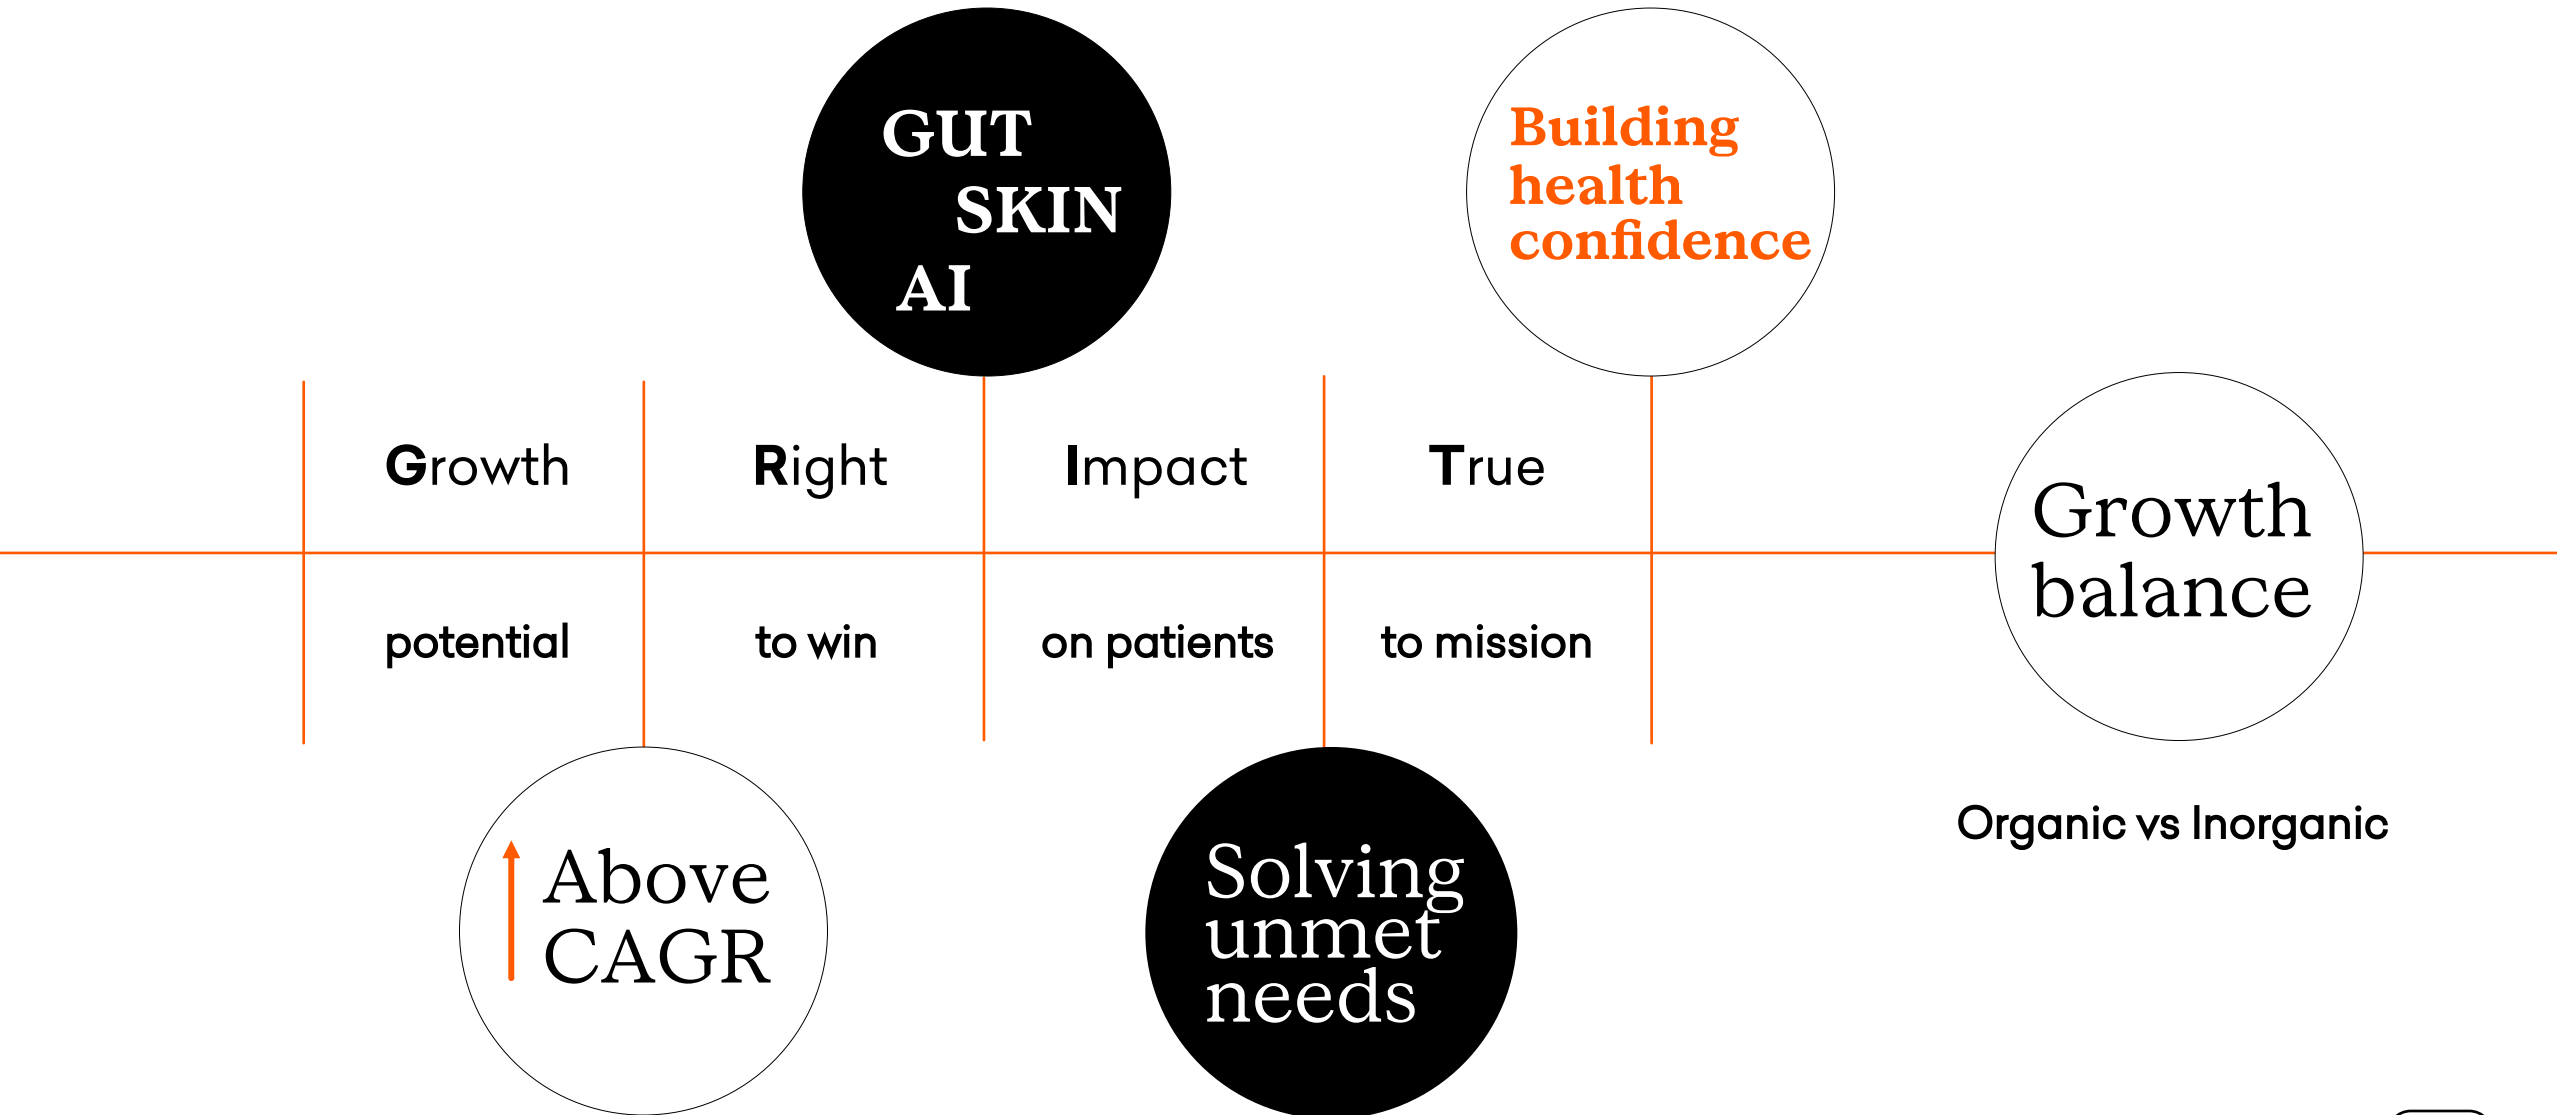 GUT
SKIN
AI
Building
health
confidence
Growth
potential
Right
to win
Impact
on patients
True
to mission
Growth
balance
Organic vs Inorganic
Above
CAGR
Solving
unmet
needs